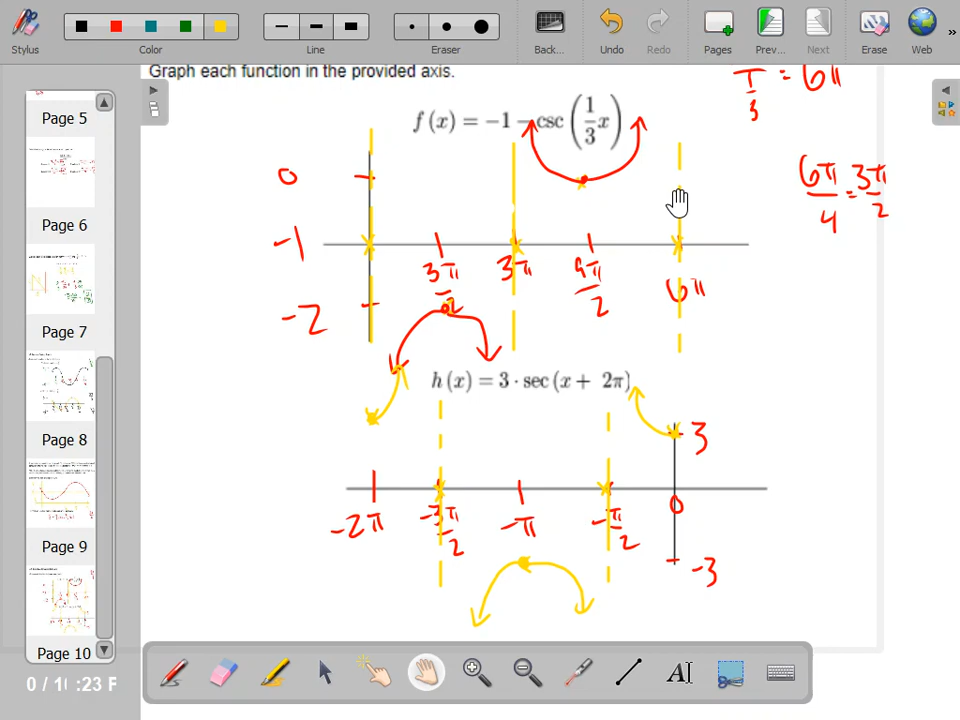 Stylus Color Line Eraser Back... Undo Redo Pages Prev... Next Erase Web »
Graph each function in the provided axis.
T/3 = 6π
f(x) = −1 − csc(1/3 x)
6π/4 = 3π/2
0
-1
-2
3π/2 3π 9π/2 6π
h(x) = 3 · sec(x + 2π)
3
-2π -3π/2 -π -π/2 0
-3
Page 5
Page 6
Page 7
Page 8
Page 9
Page 10